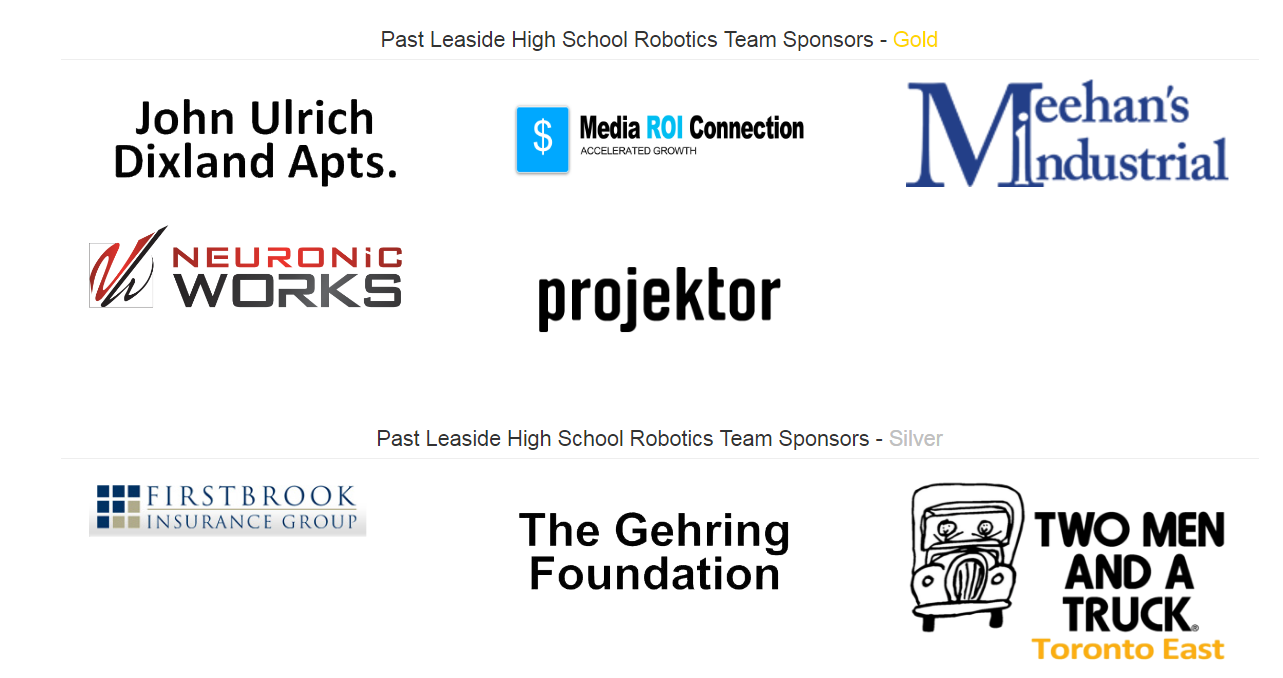 Past Leaside High School Robotics Team Sponsors - Gold
John Ulrich
Dixland Apts.
$
Media ROI Connection
ACCELERATED GROWTH
Meehan's
Industrial
NEURONiC
WORKS
projektor
Past Leaside High School Robotics Team Sponsors - Silver
FIRSTBROOK
INSURANCE GROUP
The Gehring
Foundation
TWO MEN
AND A
TRUCK®
Toronto East